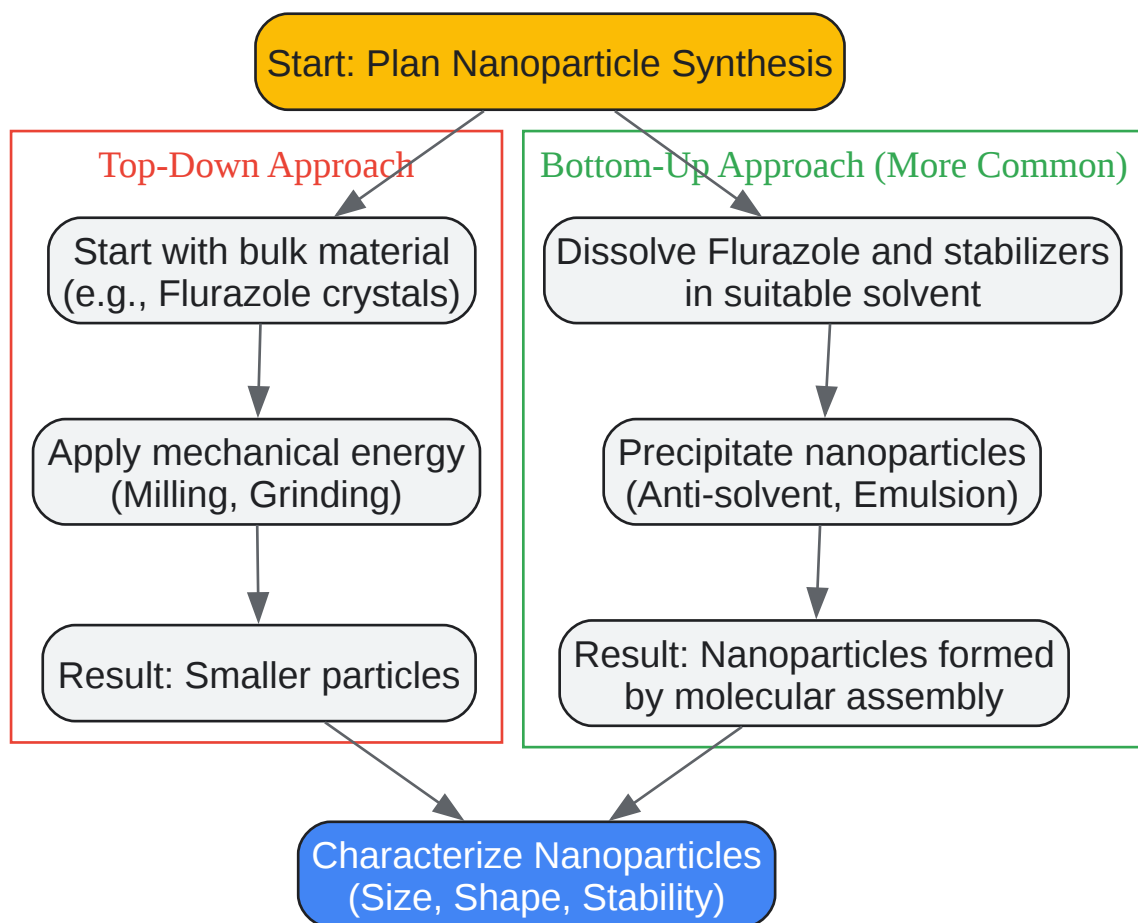 Start: Plan Nanoparticle Synthesis
Top-Down Approach
Start with bulk material
(e.g., Flurazole crystals)
Apply mechanical energy
(Milling, Grinding)
Result: Smaller particles
Bottom-Up Approach (More Common)
Dissolve Flurazole and stabilizers
in suitable solvent
Precipitate nanoparticles
(Anti-solvent, Emulsion)
Result: Nanoparticles formed
by molecular assembly
Characterize Nanoparticles
(Size, Shape, Stability)